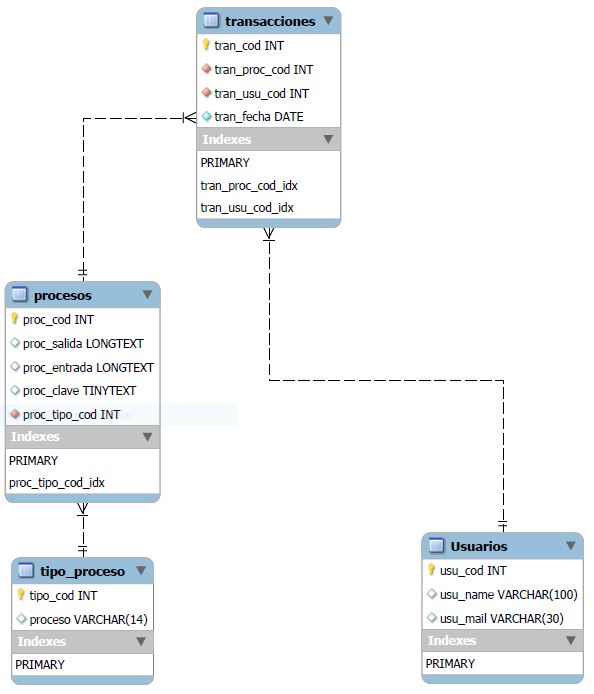 transacciones
tran_cod INT
tran_proc_cod INT
tran_usu_cod INT
tran_fecha DATE
Indexes
PRIMARY
tran_proc_cod_idx
tran_usu_cod_idx
procesos
proc_cod INT
proc_salida LONGTEXT
proc_entrada LONGTEXT
proc_clave TINYTEXT
proc_tipo_cod INT
Indexes
PRIMARY
proc_tipo_cod_idx
tipo_proceso
tipo_cod INT
proceso VARCHAR(14)
Indexes
PRIMARY
Usuarios
usu_cod INT
usu_name VARCHAR(100)
usu_mail VARCHAR(30)
Indexes
PRIMARY